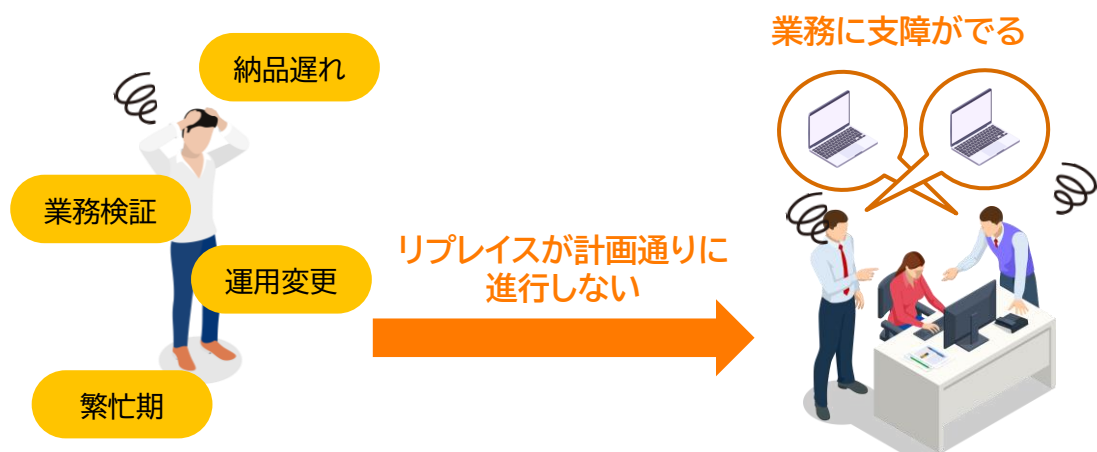 業務に支障がでる
納品遅れ
業務検証
運用変更
繁忙期
リプレイスが計画通りに
進行しない